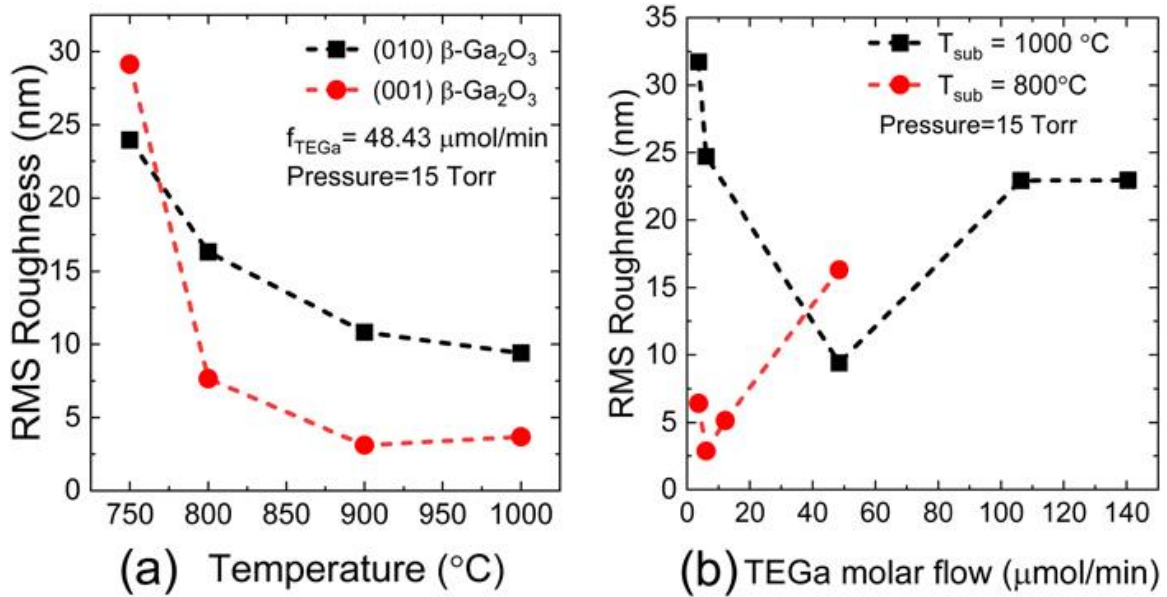 RMS Roughness (nm)
30
25
20
15
10
5
0
(010) β-Ga₂O₃
(001) β-Ga₂O₃
f_TEGa= 48.43 μmol/min
Pressure=15 Torr
750 800 850 900 950 1000
(a) Temperature (°C)
RMS Roughness (nm)
35
30
25
20
15
10
5
0
T_sub = 1000 °C
T_sub = 800°C
Pressure=15 Torr
0 20 40 60 80 100 120 140
(b) TEGa molar flow (μmol/min)